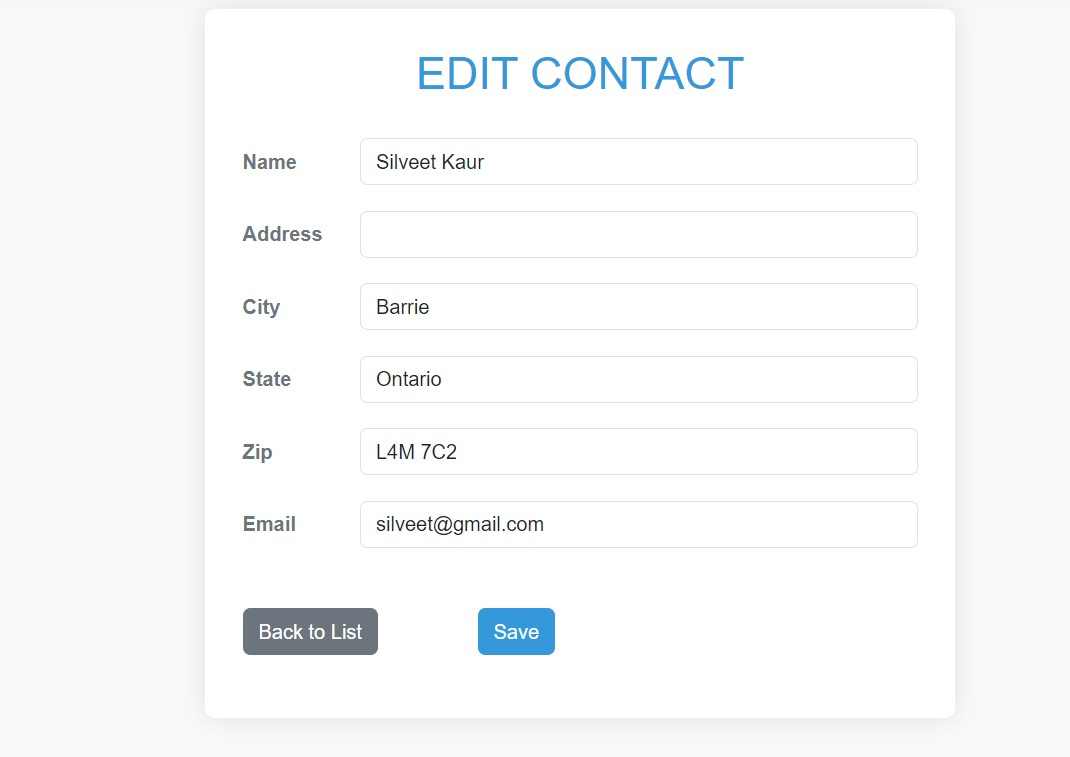 EDIT CONTACT
Name Silveet Kaur
Address
City Barrie
State Ontario
Zip L4M 7C2
Email silveet@gmail.com
Back to List Save